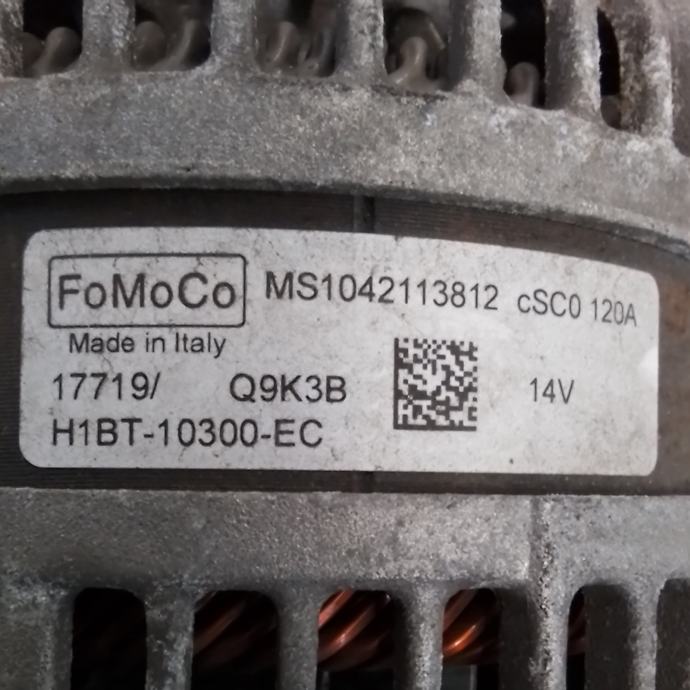 FoMoCo MS1042113812 cSC0 120A
Made in Italy
17719/ Q9K3B 14V
H1BT-10300-EC